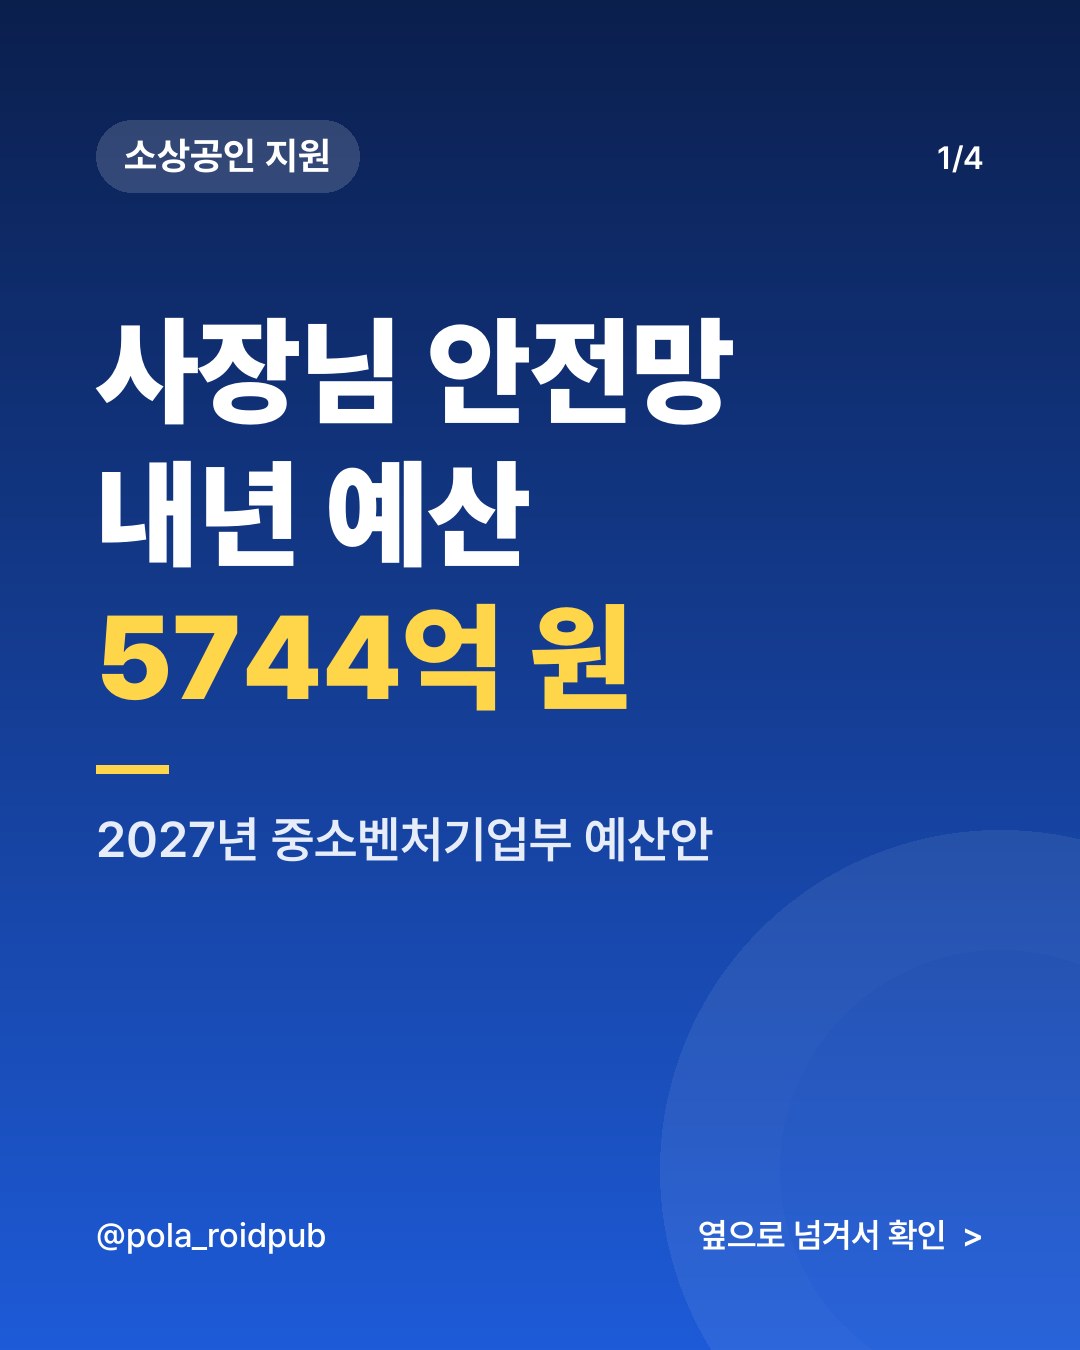 소상공인 지원
1/4
사장님 안전망
내년 예산
5744억 원
2027년 중소벤처기업부 예산안
@pola_roidpub
옆으로 넘겨서 확인 >